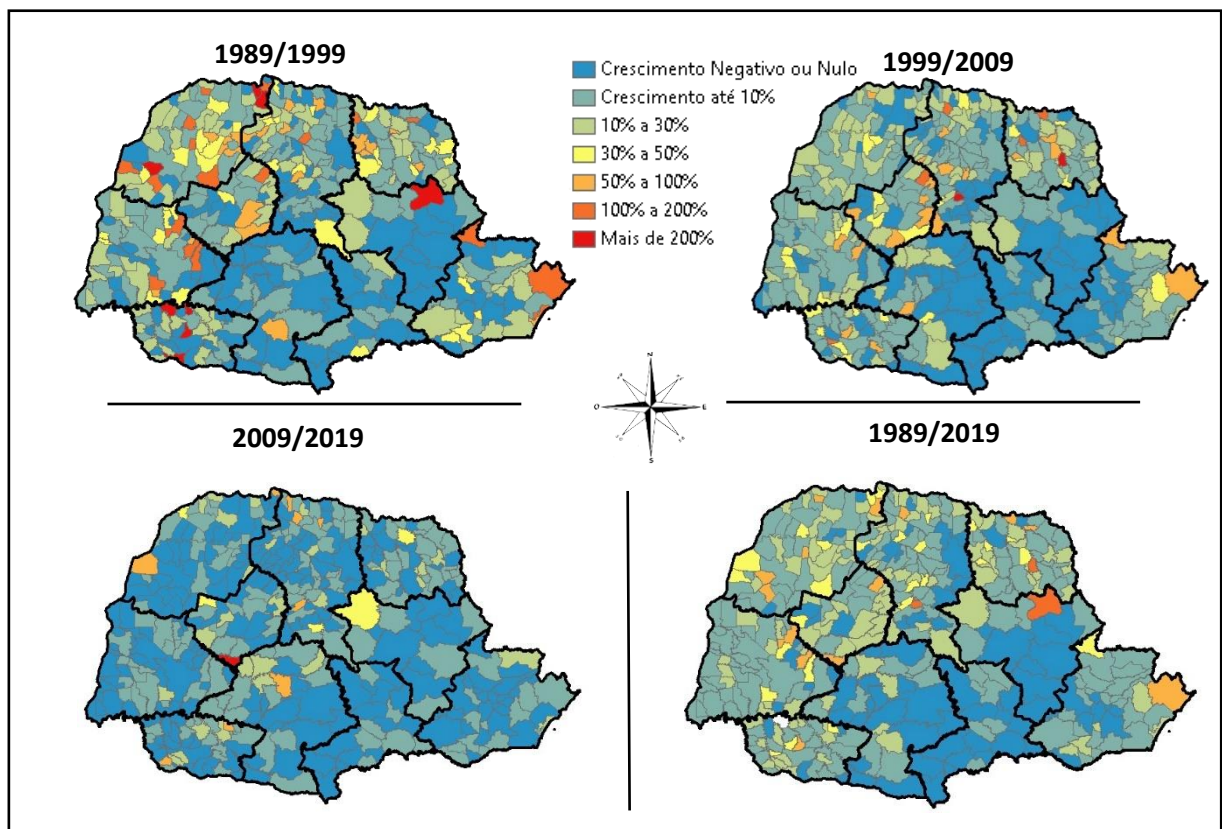 1989/1999
1999/2009
Crescimento Negativo ou Nulo
Crescimento até 10%
10% a 30%
30% a 50%
50% a 100%
100% a 200%
Mais de 200%
N
O
E
S
2009/2019
1989/2019